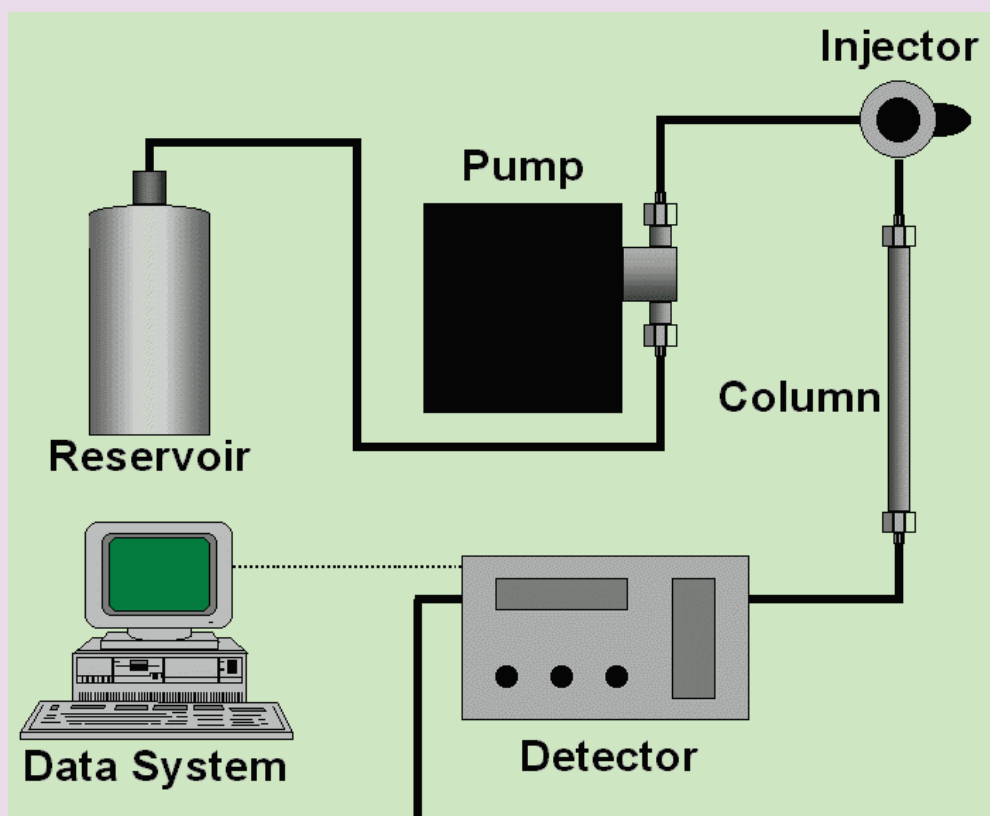 Injector
Pump
Column
Reservoir
Data System
Detector